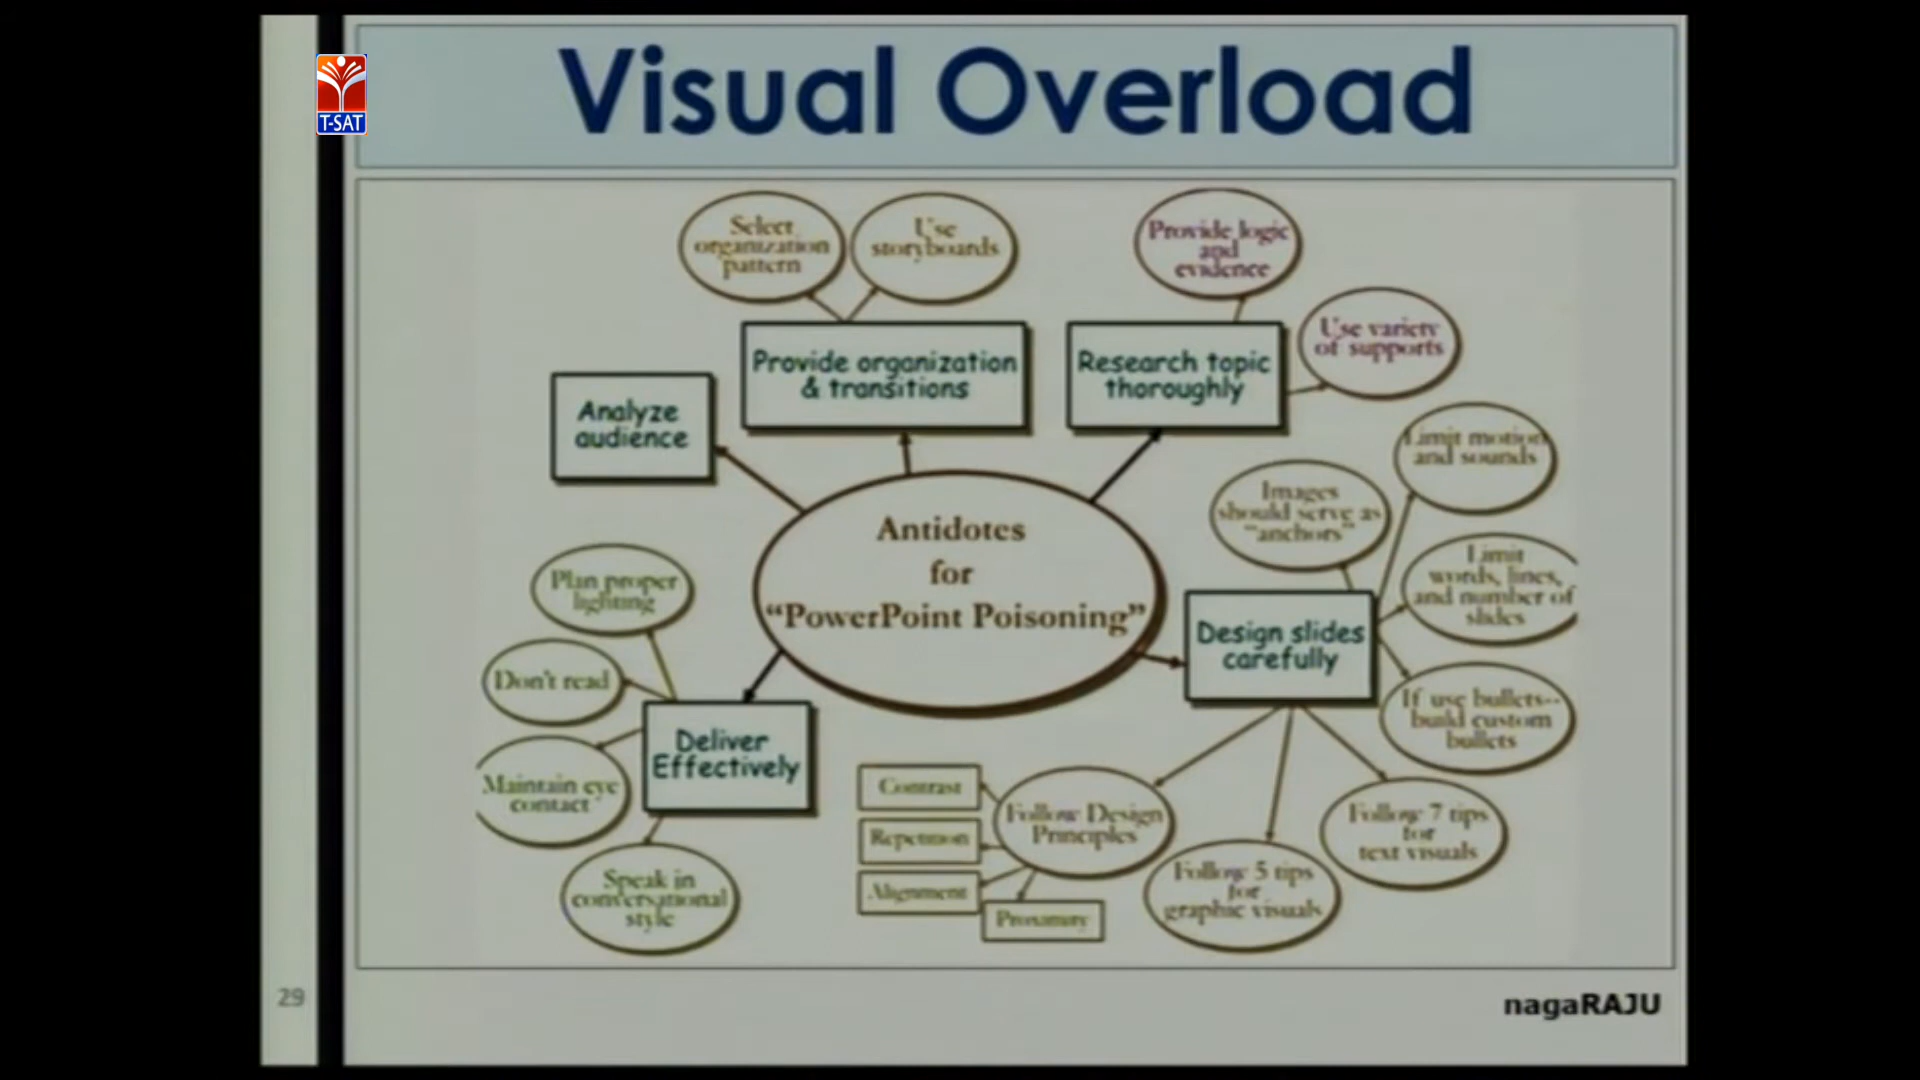 Visual Overload
T-SAT
Select
organization
pattern
Use
storyboards
Provide logic
and
evidence
Use variety
of supports
Provide organization
& transitions
Research topic
thoroughly
Analyze
audience
Limit motion
and sounds
Images
should serve as
"anchors"
Limit
words, lines,
and number of
slides
Antidotes
for
“PowerPoint Poisoning”
Plan proper
lighting
Don't read
Design slides
carefully
If use bullets--
build custom
bullets
Deliver
Effectively
Maintain eye
contact
Speak in
conversational
style
Contrast
Repetition
Alignment
Proximity
Follow Design
Principles
Follow 5 tips
for
graphic visuals
Follow 7 tips
for
text visuals
29
nagaRAJU